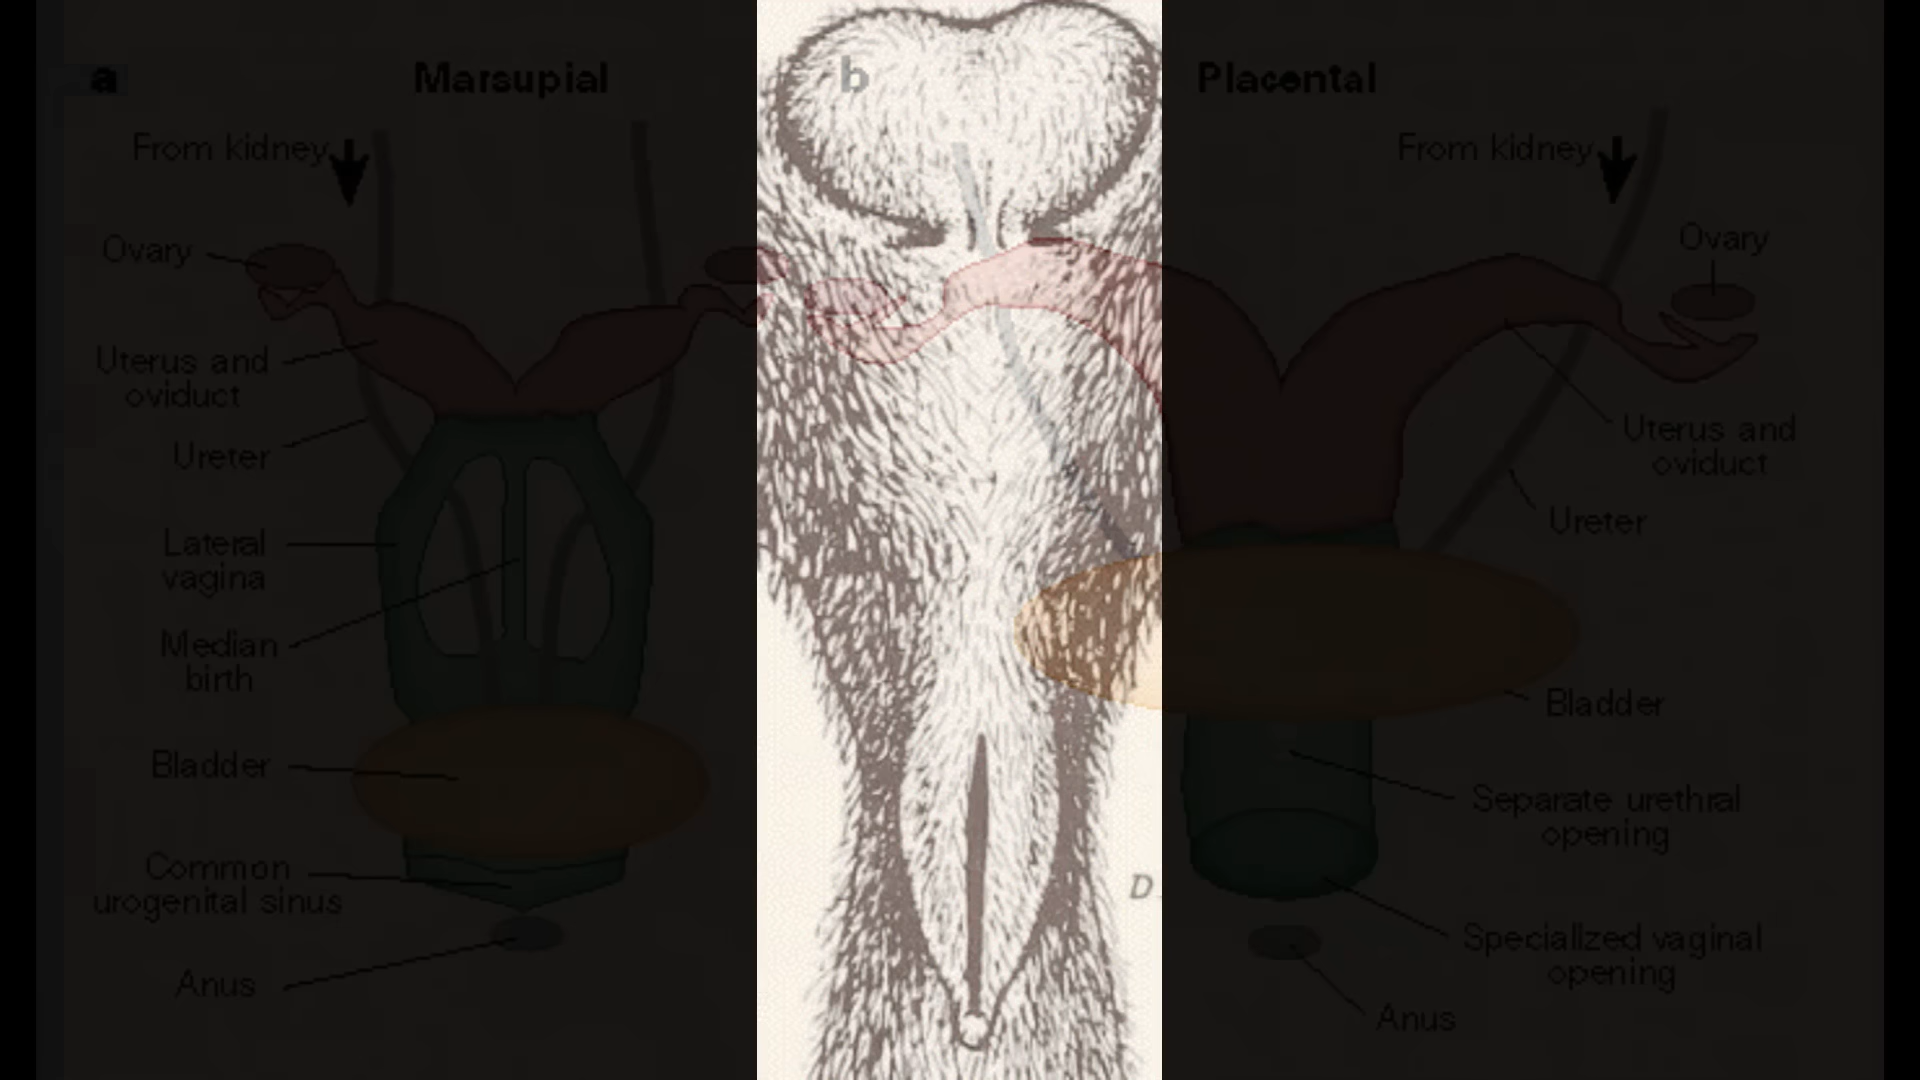 a
Marsupial
From kidney
Ovary
Uterus and
oviduct
Ureter
Lateral
vagina
Median
birth
Bladder
Common
urogenital sinus
Anus
b
D
Placental
From kidney
Ovary
Uterus and
oviduct
Ureter
Bladder
Separate urethral
opening
Specialized vaginal
opening
Anus